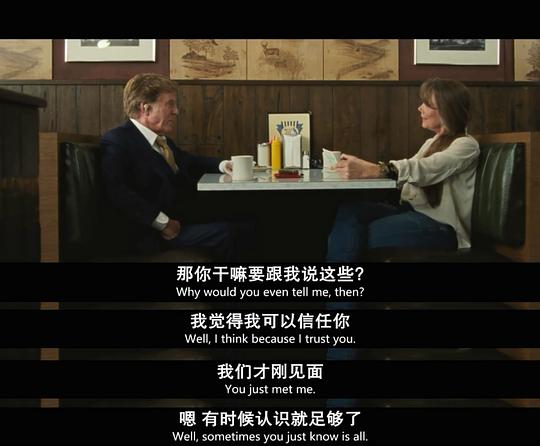 那你干嘛要跟我说这些?
Why would you even tell me, then?
我觉得我可以信任你
Well, I think because I trust you.
我们才刚见面
You just met me.
嗯 有时候认识就足够了
Well, sometimes you just know is all.